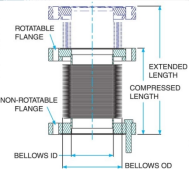 ROTATABLE
FLANGE
EXTENDED
LENGTH
COMPRESSED
LENGTH
NON-ROTATABLE
FLANGE
BELLOWS ID
BELLOWS OD